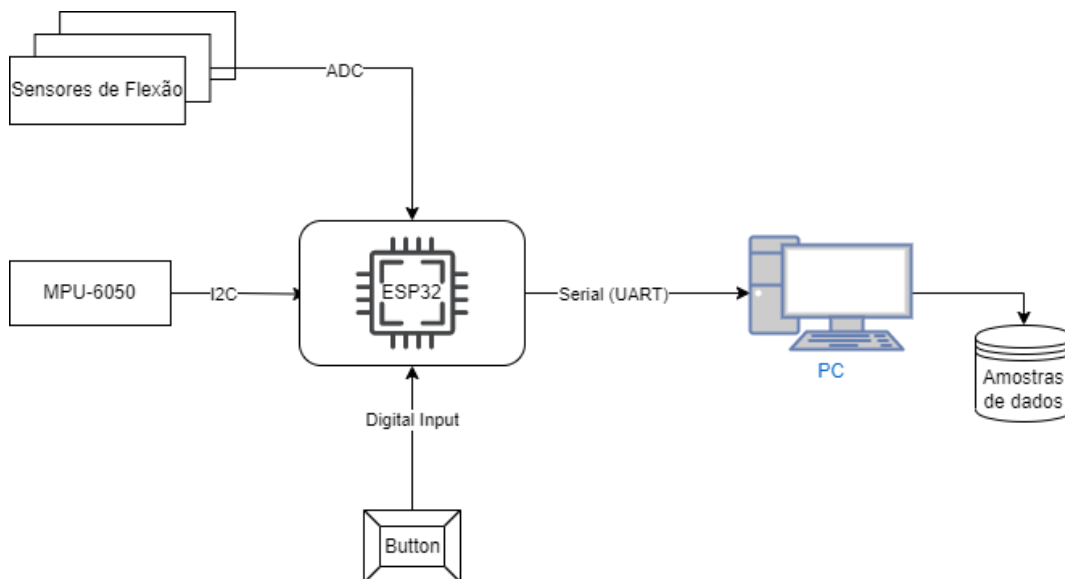 Sensores de Flexão
ADC
MPU-6050
I2C
ESP32
Serial (UART)
PC
Amostras
de dados
Digital Input
Button